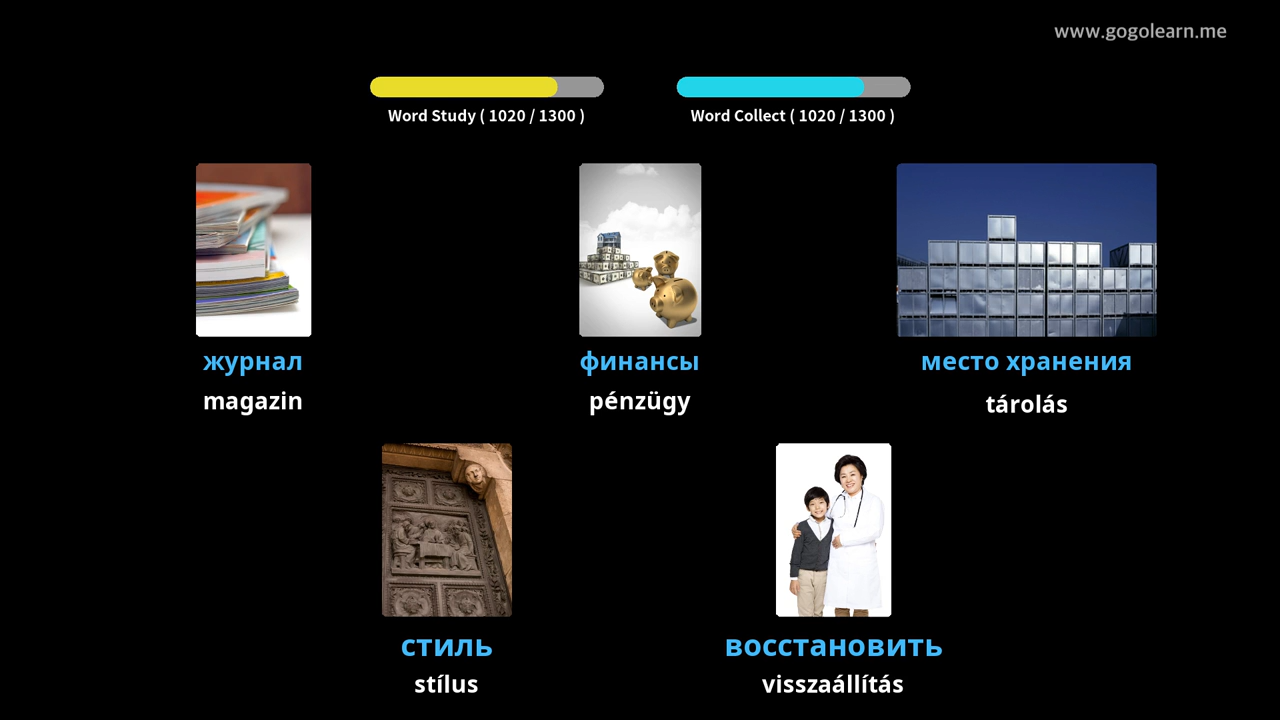 www.gogolearn.me
Word Study ( 1020 / 1300 )
Word Collect ( 1020 / 1300 )
журнал
финансы
место хранения
magazin
pénzügy
tárolás
стиль
восстановить
stílus
visszaállítás